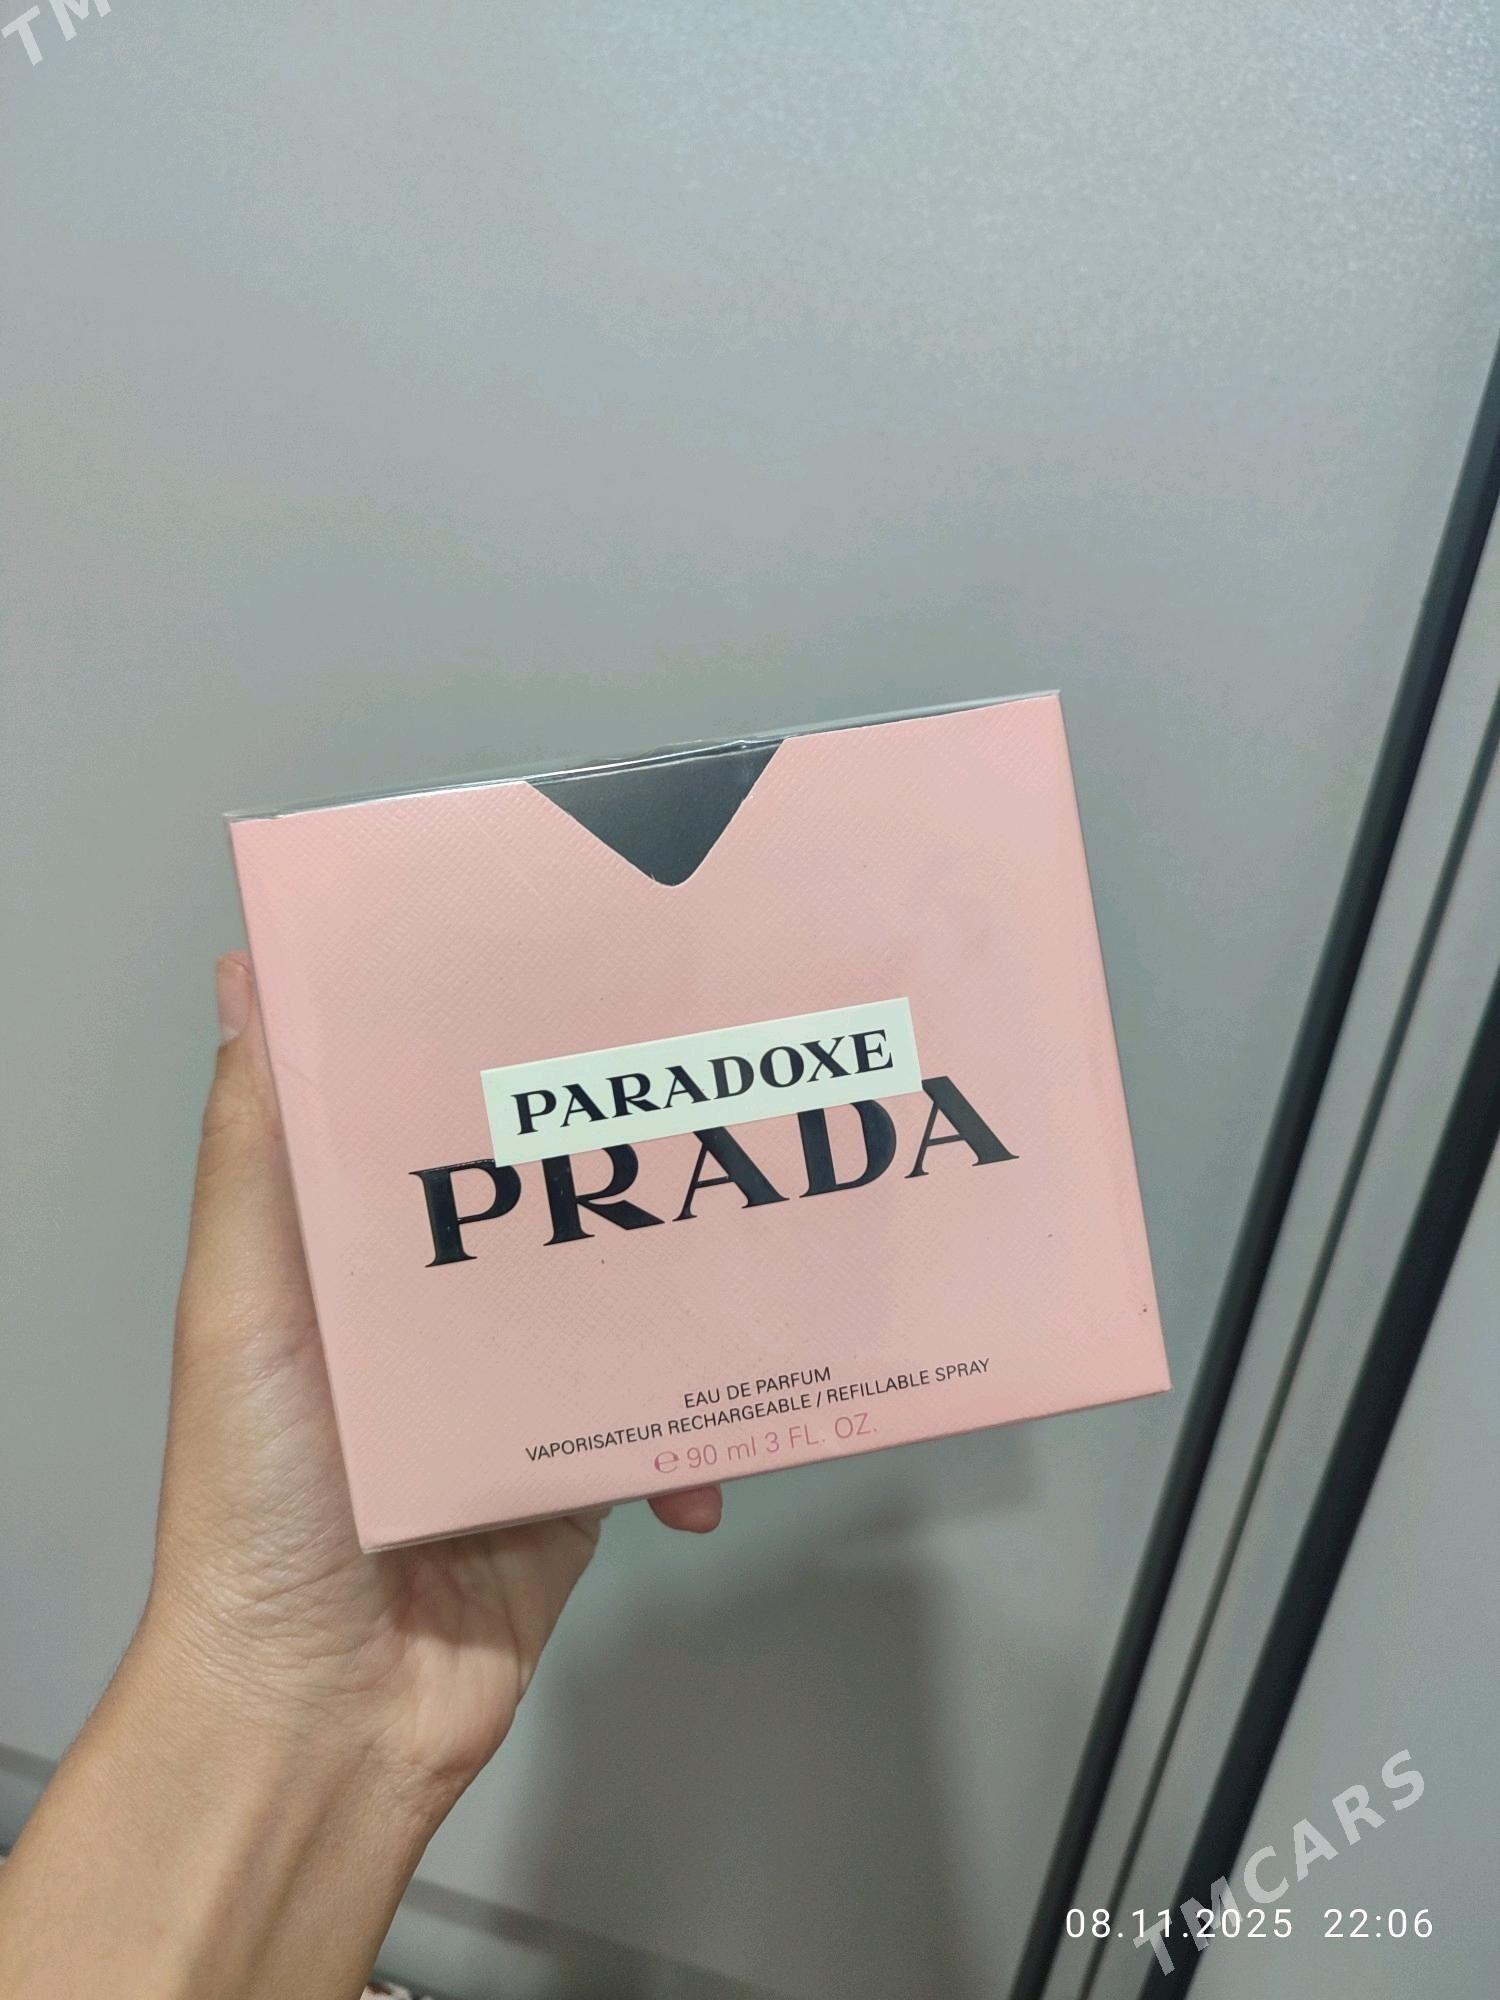 TM
PARADOXE
PRADA
EAU DE PARFUM
VAPORISATEUR RECHARGEABLE / REFILLABLE SPRAY
℮ 90 ml 3 FL. OZ.
TMCARS
08.11.2025 22:06